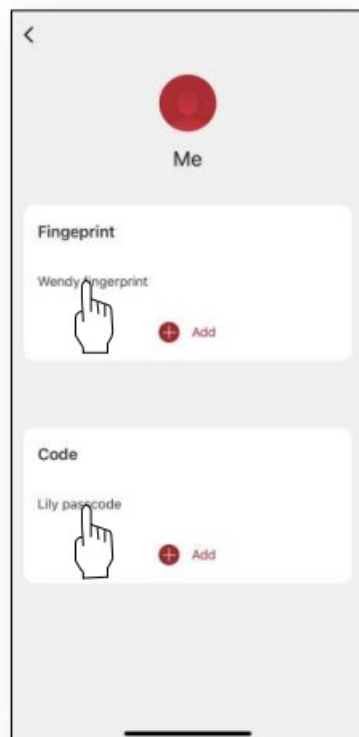 Me
Fingeprint
Wendy fingerprint
Add
Code
Lily passcode
Add